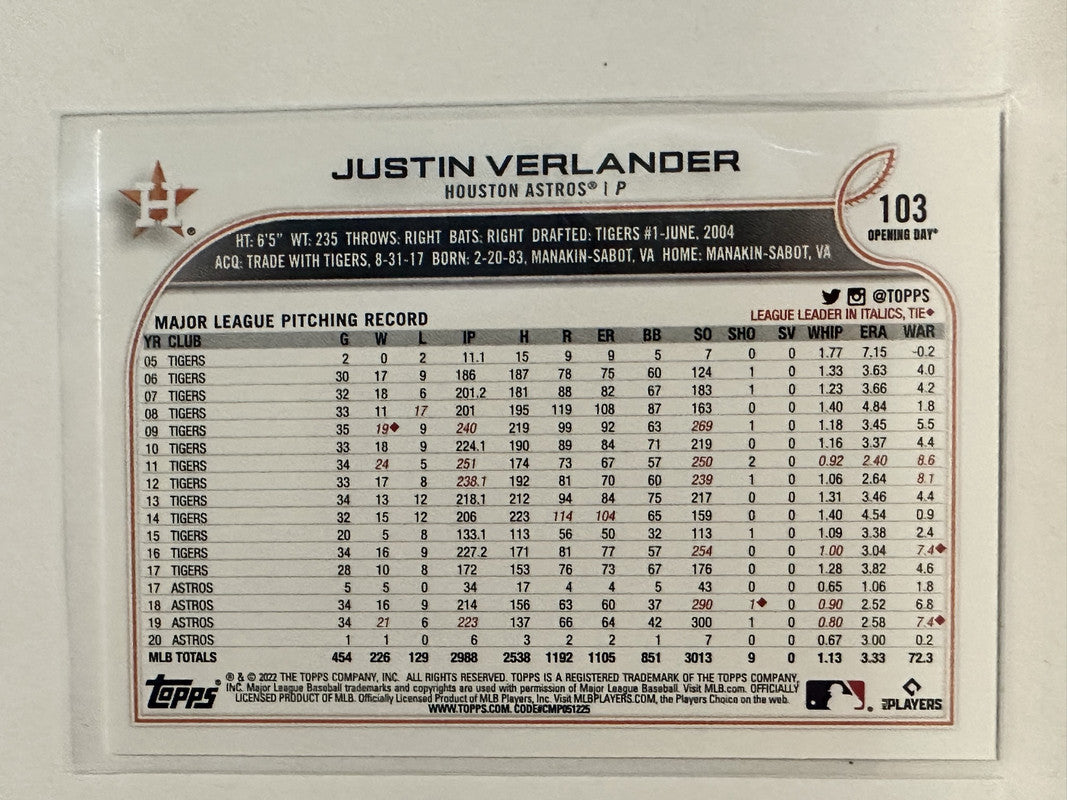 JUSTIN VERLANDER
HOUSTON ASTROS® | P
H
103
OPENING DAY®
HT: 6'5" WT: 235 THROWS: RIGHT BATS: RIGHT DRAFTED: TIGERS #1-JUNE, 2004
ACQ: TRADE WITH TIGERS, 8-31-17 BORN: 2-20-83, MANAKIN-SABOT, VA HOME: MANAKIN-SABOT, VA
@TOPPS
MAJOR LEAGUE PITCHING RECORD
LEAGUE LEADER IN ITALICS, TIE◆
YR CLUB G W L IP H R ER BB SO SHO SV WHIP ERA WAR
05 TIGERS 2 0 2 11.1 15 9 9 5 7 0 0 1.77 7.15 -0.2
06 TIGERS 30 17 9 186 187 78 75 60 124 1 0 1.33 3.63 4.0
07 TIGERS 32 18 6 201.2 181 88 82 67 183 1 0 1.23 3.66 4.2
08 TIGERS 33 11 17 201 195 119 108 87 163 0 0 1.40 4.84 1.8
09 TIGERS 35 19◆ 9 240 219 99 92 63 269 1 0 1.18 3.45 5.5
10 TIGERS 33 18 9 224.1 190 89 84 71 219 0 0 1.16 3.37 4.4
11 TIGERS 34 24 5 251 174 73 67 57 250 2 0 0.92 2.40 8.6
12 TIGERS 33 17 8 238.1 192 81 70 60 239 1 0 1.06 2.64 8.1
13 TIGERS 34 13 12 218.1 212 94 84 75 217 0 0 1.31 3.46 4.4
14 TIGERS 32 15 12 206 223 114 104 65 159 0 0 1.40 4.54 0.9
15 TIGERS 20 5 8 133.1 113 56 50 32 113 1 0 1.09 3.38 2.4
16 TIGERS 34 16 9 227.2 171 81 77 57 254 0 0 1.00 3.04 7.4◆
17 TIGERS 28 10 8 172 153 76 73 67 176 0 0 1.28 3.82 4.6
17 ASTROS 5 5 0 34 17 4 4 5 43 0 0 0.65 1.06 1.8
18 ASTROS 34 16 9 214 156 63 60 37 290 1◆ 0 0.90 2.52 6.8
19 ASTROS 34 21 6 223 137 66 64 42 300 1 0 0.80 2.58 7.4◆
20 ASTROS 1 1 0 6 3 2 2 1 7 0 0 0.67 3.00 0.2
MLB TOTALS 454 226 129 2988 2538 1192 1105 851 3013 9 0 1.13 3.33 72.3
Topps®
® & © 2022 THE TOPPS COMPANY, INC. ALL RIGHTS RESERVED. TOPPS IS A REGISTERED TRADEMARK OF THE TOPPS COMPANY,
INC. Major League Baseball trademarks and copyrights are used with permission of Major League Baseball. Visit MLB.com. OFFICIALLY
LICENSED PRODUCT OF MLB. Officially Licensed Product of MLB Players, Inc. Visit MLBPLAYERS.COM, the Players Choice on the web.
WWW.TOPPS.COM. CODE#CMP051225
MLB PLAYERS